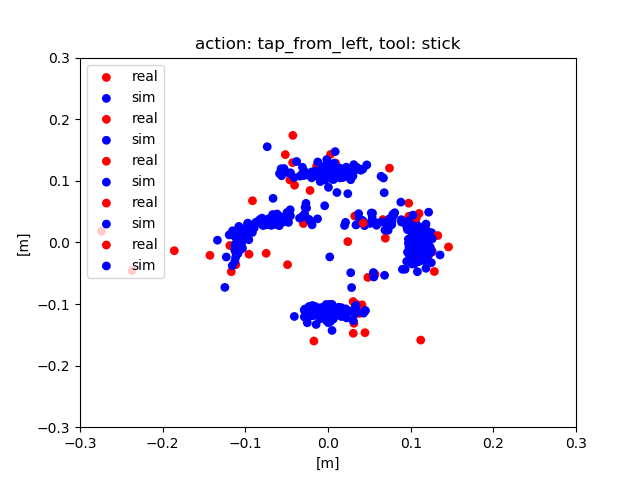 action: tap_from_left, tool: stick
real
sim
real
sim
real
sim
real
sim
real
sim
0.3
0.2
0.1
0.0
−0.1
−0.2
−0.3
[m]
−0.3
−0.2
−0.1
0.0
0.1
0.2
0.3
[m]